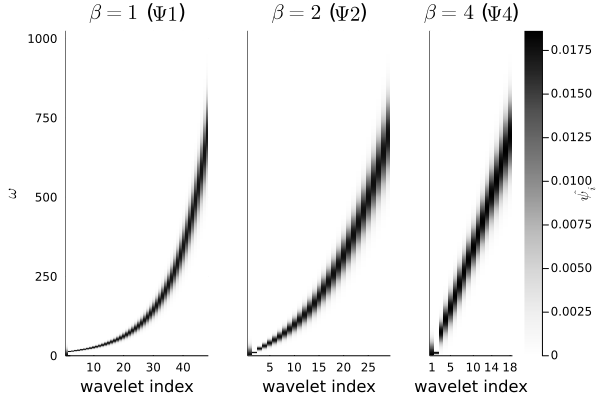 β = 1 (Ψ1)
β = 2 (Ψ2)
β = 4 (Ψ4)
1000
750
500
250
0
ω
10 20 30 40
wavelet index
5 10 15 20 25
wavelet index
1 5 10 14 18
wavelet index
0.0175
0.0150
0.0125
0.0100
0.0075
0.0050
0.0025
0
ψ̂ᵢ